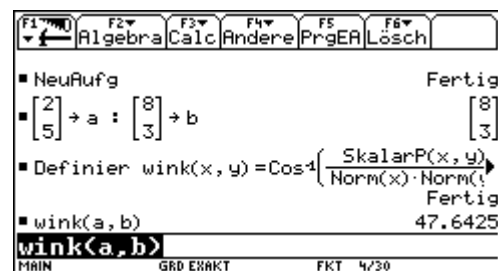 F1 F2 F3 F4 F5 F6
Algebra Calc Andere PrgEA Lösch
NeuAufg Fertig
[2 5] → a : [8 3] → b [8 3]
Definier wink(x,y)=Cos⁻¹(SkalarP(x,y)/Norm(x)·Norm(y
Fertig
wink(a,b) 47.6425
wink(a,b)
MAIN GRD EXAKT FKT 4/30